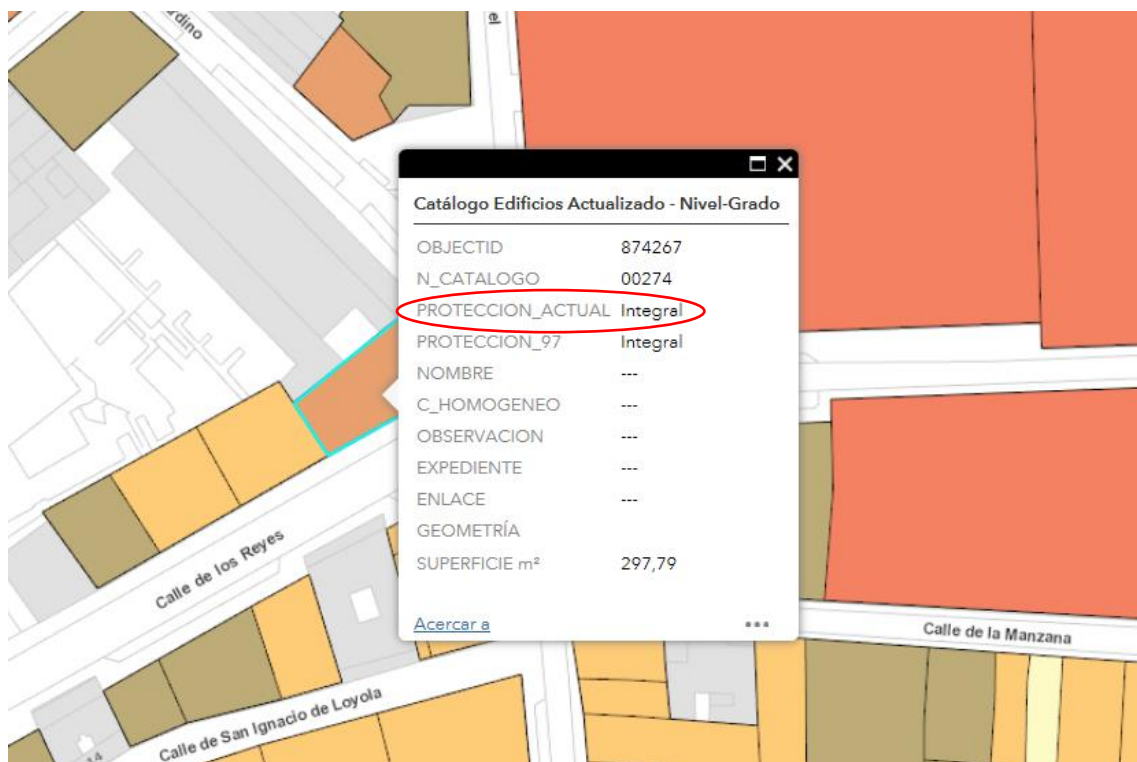 Catálogo Edificios Actualizado - Nivel-Grado
OBJECTID 874267
N_CATALOGO 00274
PROTECCION_ACTUAL Integral
PROTECCION_97 Integral
NOMBRE ---
C_HOMOGENEO ---
OBSERVACION ---
EXPEDIENTE ---
ENLACE ---
GEOMETRÍA
SUPERFICIE m² 297,79
Acercar a
Calle de los Reyes
Calle de la Manzana
Calle de San Ignacio de Loyola